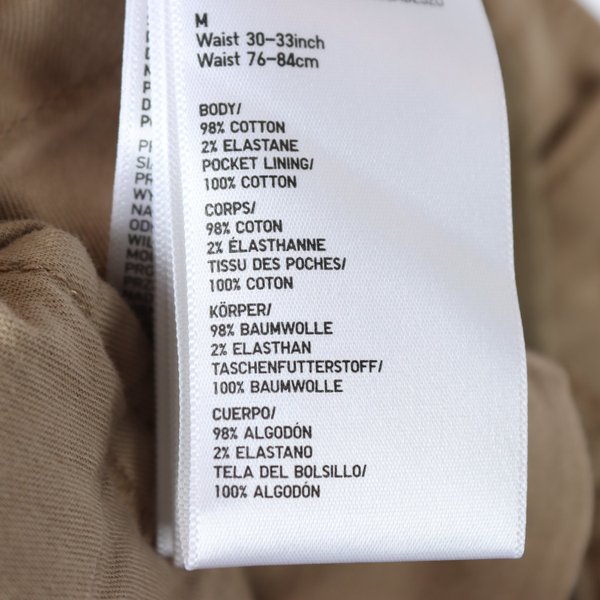 M
Waist 30-33inch
Waist 76-84cm
BODY/
98% COTTON
2% ELASTANE
POCKET LINING/
100% COTTON
CORPS/
98% COTON
2% ÉLASTHANNE
TISSU DES POCHES/
100% COTON
KÖRPER/
98% BAUMWOLLE
2% ELASTHAN
TASCHENFUTTERSTOFF/
100% BAUMWOLLE
CUERPO/
98% ALGODÓN
2% ELASTANO
TELA DEL BOLSILLO/
100% ALGODÓN